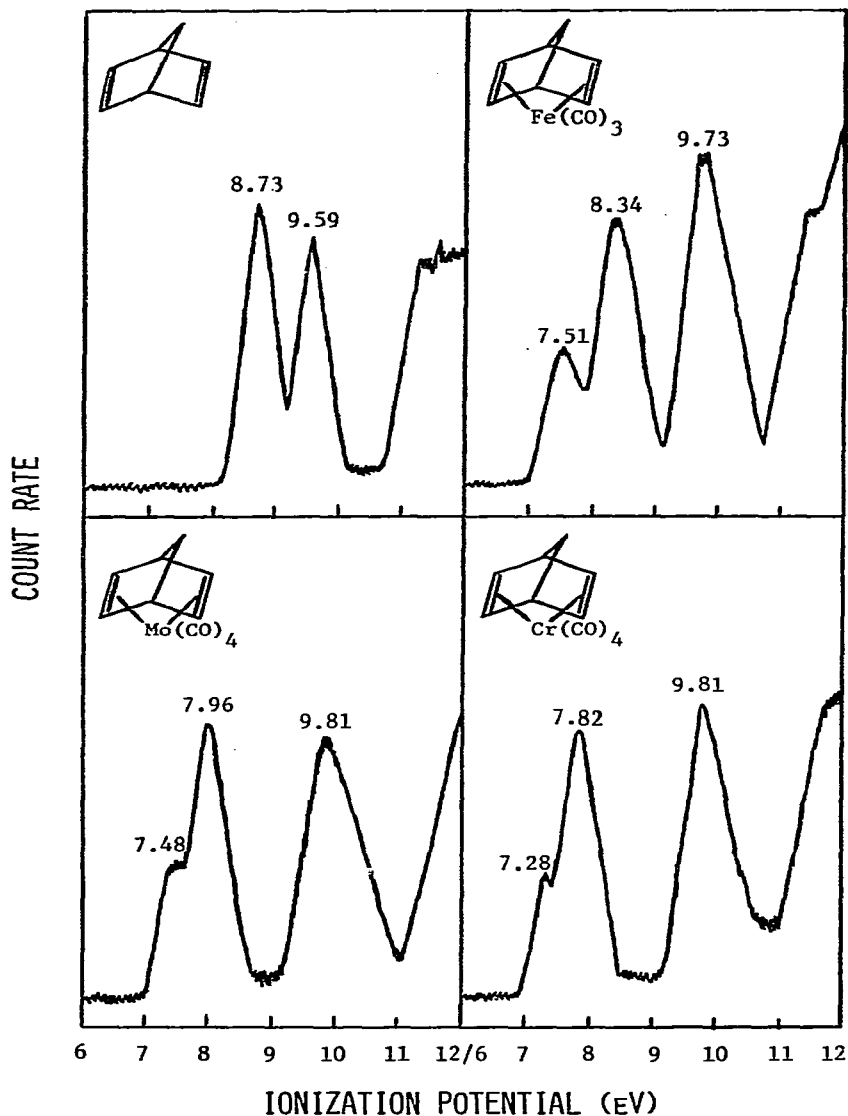 Fe(CO)3
8.73
9.59
9.73
8.34
7.51
COUNT RATE
Mo(CO)4
Cr(CO)4
7.96
9.81
7.48
9.81
7.82
7.28
6 7 8 9 10 11 12/6 7 8 9 10 11 12
IONIZATION POTENTIAL (EV)